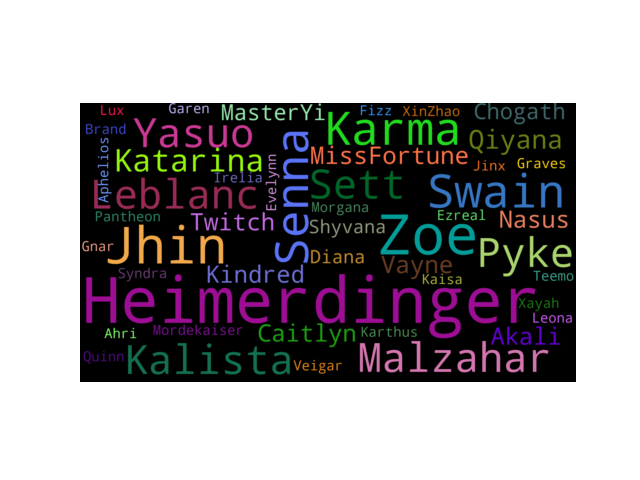 Lux
Garen
MasterYi
Fizz
XinZhao
Chogath
Brand
Yasuo
Karma
Qiyana
Katarina
MissFortune
Jinx
Graves
Aphelios
Irelia
Evelynn
Senna
Leblanc
Sett
Swain
Pantheon
Twitch
Morgana
Shyvana
Ezreal
Nasus
Gnar
Jhin
Zoe
Pyke
Diana
Vayne
Syndra
Kindred
Kaisa
Teemo
Heimerdinger
Xayah
Leona
Ahri
Mordekaiser
Caitlyn
Karthus
Akali
Quinn
Kalista
Veigar
Malzahar